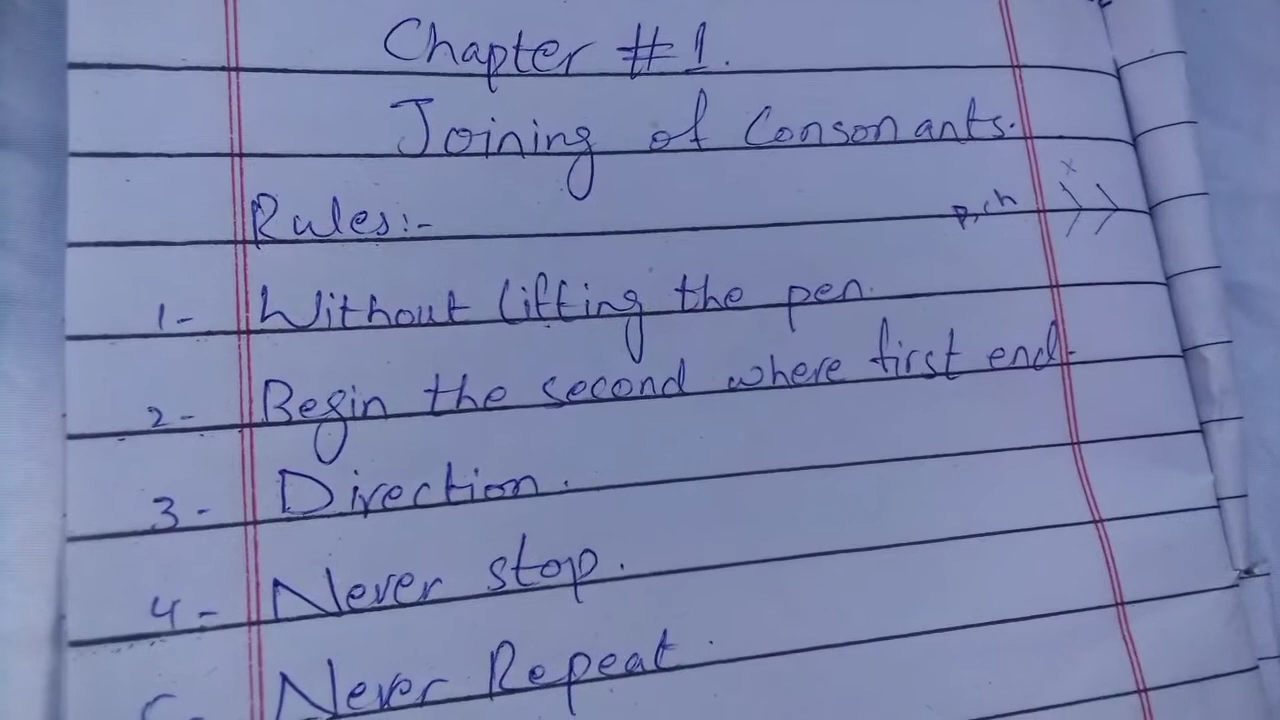 Chapter #1.
Joining of Consonants.
Rules:-
P, ch
1- Without lifting the pen.
2- Begin the second where first end.
3- Direction.
4- Never stop.
Never Repeat.